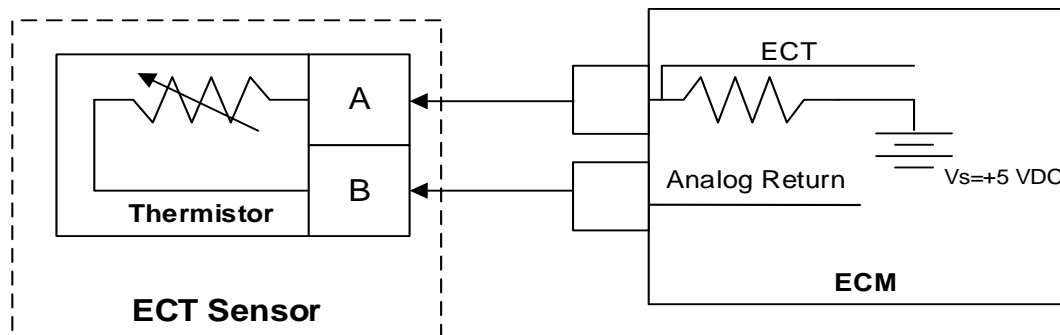 ECT
A
B
Thermistor
Analog Return
Vs=+5 VDC
ECT Sensor
ECM